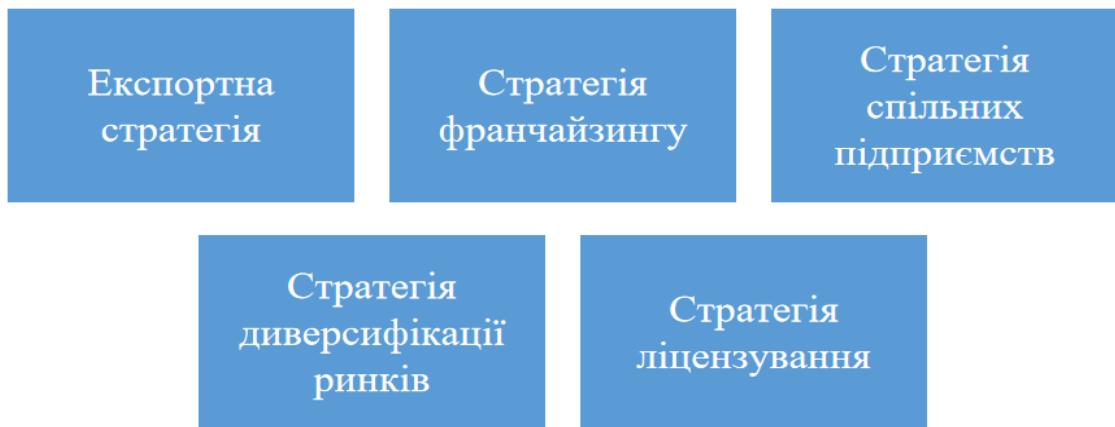 Експортна
стратегія
Стратегія
франчайзингу
Стратегія
спільних
підприємств
Стратегія
диверсифікації
ринків
Стратегія
ліцензування